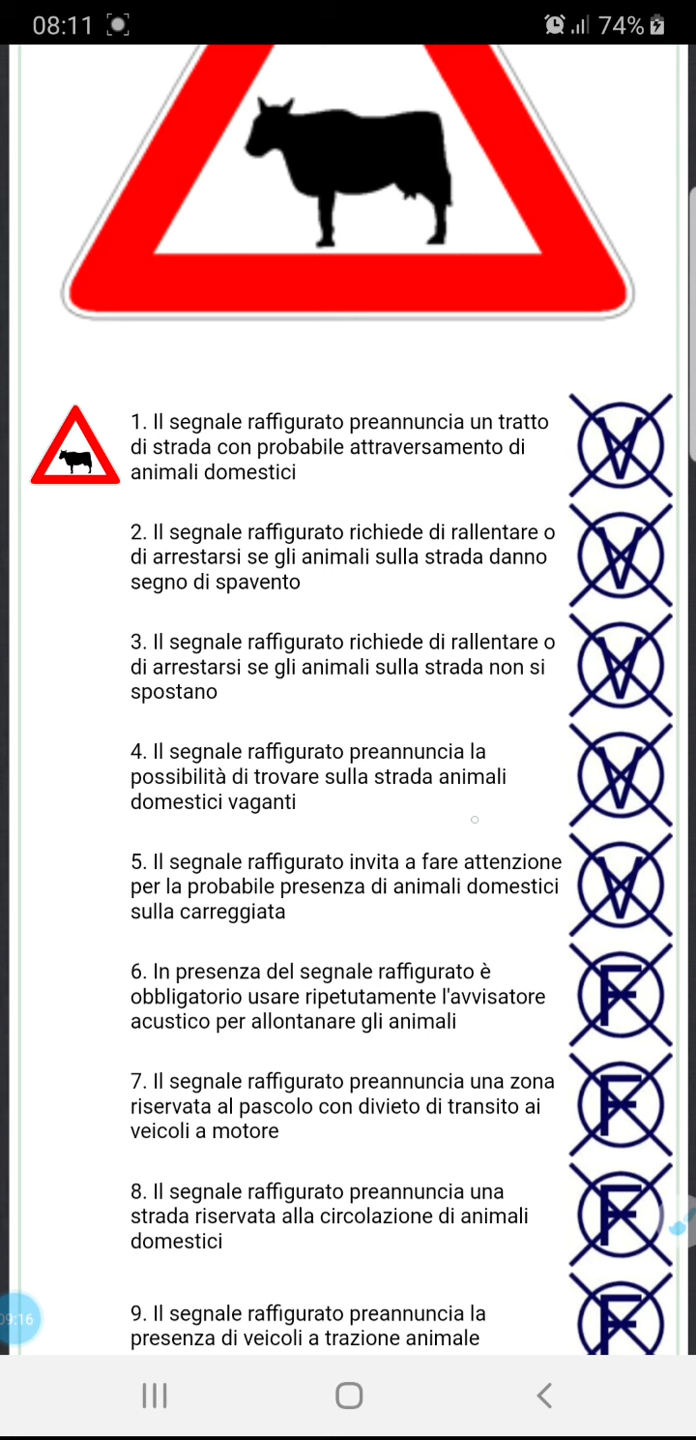 08:11
74%
1. Il segnale raffigurato preannuncia un tratto
di strada con probabile attraversamento di
animali domestici
V
2. Il segnale raffigurato richiede di rallentare o
di arrestarsi se gli animali sulla strada danno
segno di spavento
V
3. Il segnale raffigurato richiede di rallentare o
di arrestarsi se gli animali sulla strada non si
spostano
V
4. Il segnale raffigurato preannuncia la
possibilità di trovare sulla strada animali
domestici vaganti
V
5. Il segnale raffigurato invita a fare attenzione
per la probabile presenza di animali domestici
sulla carreggiata
V
6. In presenza del segnale raffigurato è
obbligatorio usare ripetutamente l'avvisatore
acustico per allontanare gli animali
F
7. Il segnale raffigurato preannuncia una zona
riservata al pascolo con divieto di transito ai
veicoli a motore
F
8. Il segnale raffigurato preannuncia una
strada riservata alla circolazione di animali
domestici
F
09:16
9. Il segnale raffigurato preannuncia la
presenza di veicoli a trazione animale
F